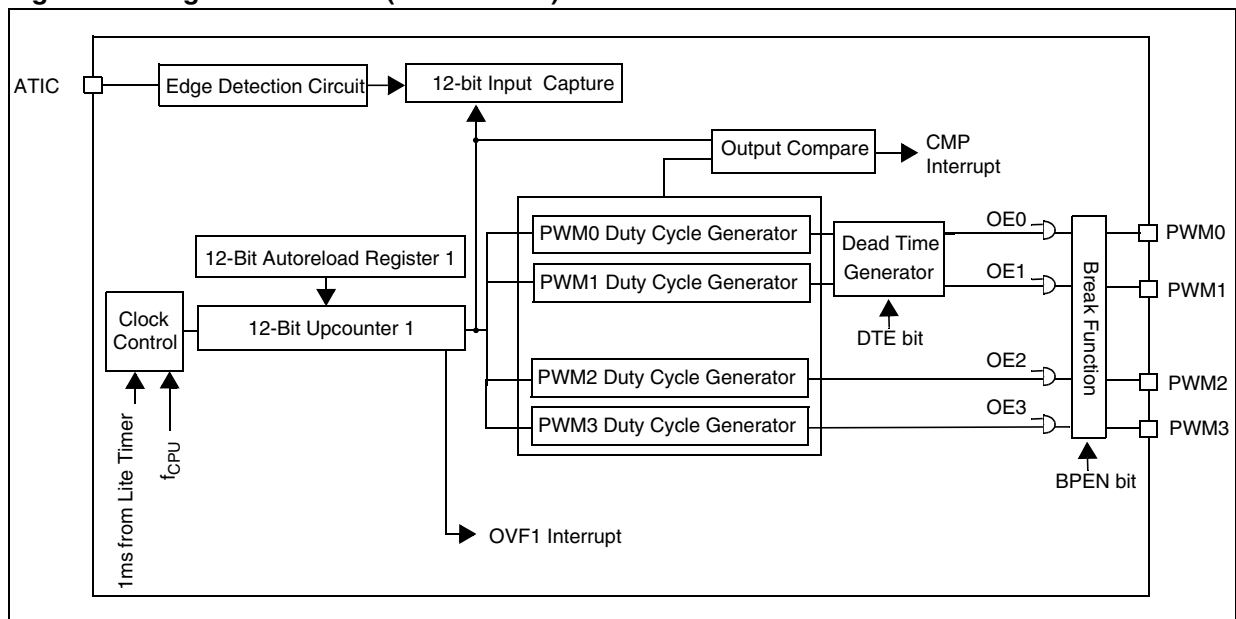 ATIC
Edge Detection Circuit
12-bit Input Capture
Output Compare
CMP
Interrupt
PWM0 Duty Cycle Generator
PWM1 Duty Cycle Generator
PWM2 Duty Cycle Generator
PWM3 Duty Cycle Generator
Dead Time
Generator
DTE bit
OE0
OE1
OE2
OE3
Break Function
BPEN bit
PWM0
PWM1
PWM2
PWM3
12-Bit Autoreload Register 1
12-Bit Upcounter 1
Clock
Control
1ms from Lite Timer
fCPU
OVF1 Interrupt